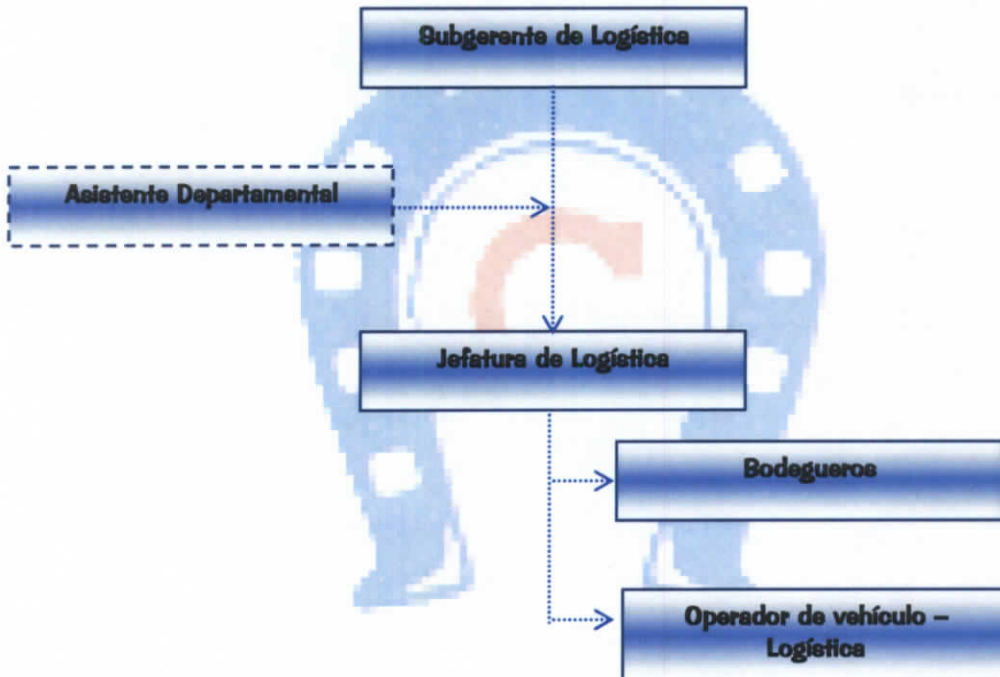 Subgerente de Logística
Asistente Departamental
Jefatura de Logística
Bodegueros
Operador de vehículo –
Logística